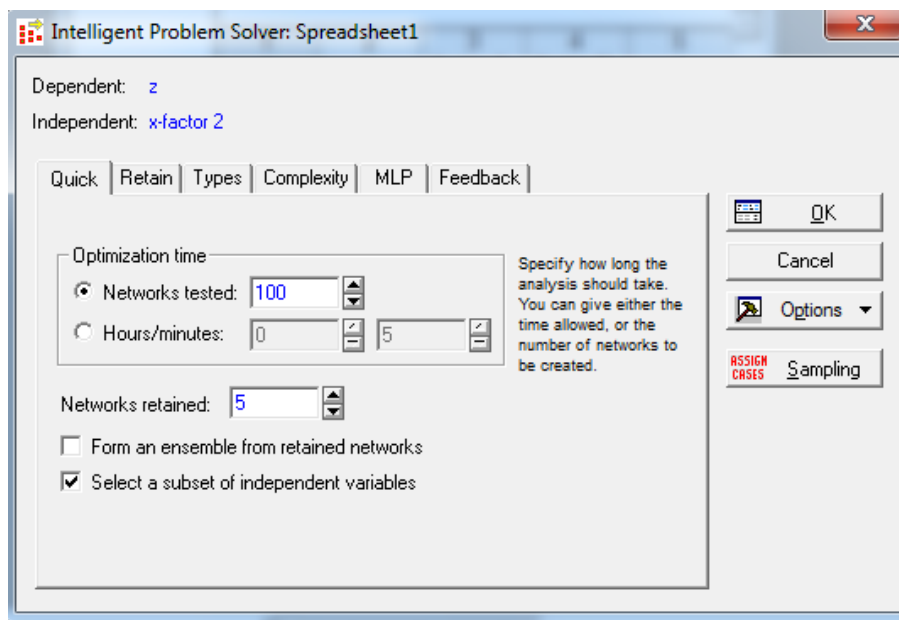 Intelligent Problem Solver: Spreadsheet1
Dependent: z
Independent: x-factor 2
Quick Retain Types Complexity MLP Feedback
Optimization time
Networks tested: 100
Hours/minutes: 0 5
Specify how long the
analysis should take.
You can give either the
time allowed, or the
number of networks to
be created.
Networks retained: 5
Form an ensemble from retained networks
Select a subset of independent variables
OK
Cancel
Options
ASSIGN
CASES
Sampling